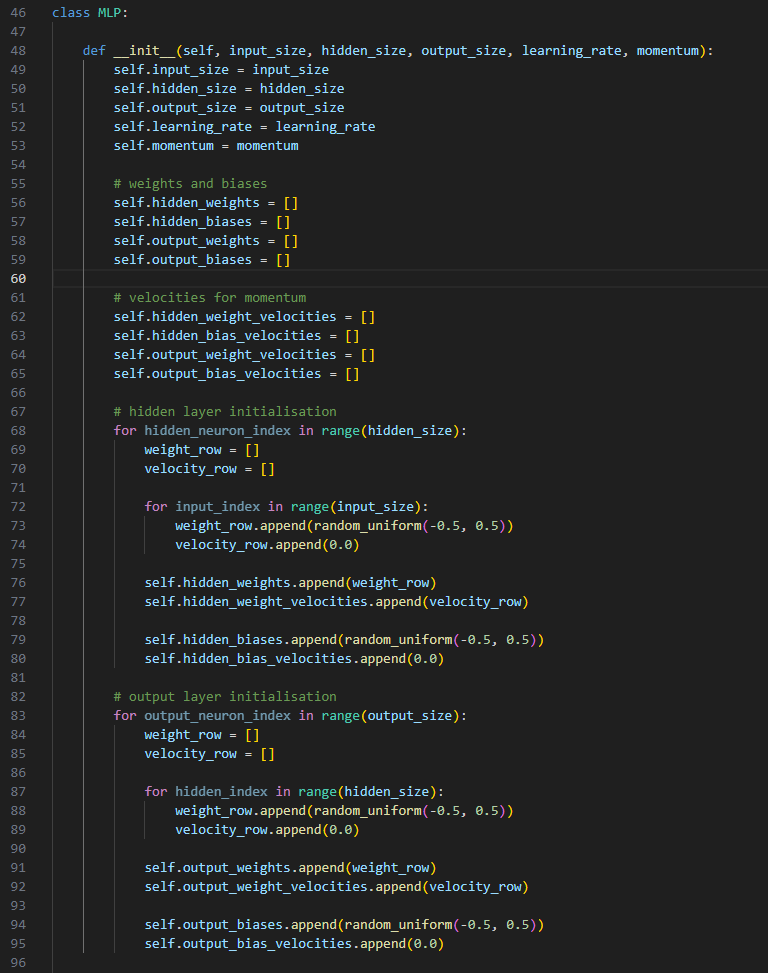 46 class MLP:
47
48     def __init__(self, input_size, hidden_size, output_size, learning_rate, momentum):
49         self.input_size = input_size
50         self.hidden_size = hidden_size
51         self.output_size = output_size
52         self.learning_rate = learning_rate
53         self.momentum = momentum
54
55         # weights and biases
56         self.hidden_weights = []
57         self.hidden_biases = []
58         self.output_weights = []
59         self.output_biases = []
60
61         # velocities for momentum
62         self.hidden_weight_velocities = []
63         self.hidden_bias_velocities = []
64         self.output_weight_velocities = []
65         self.output_bias_velocities = []
66
67         # hidden layer initialisation
68         for hidden_neuron_index in range(hidden_size):
69             weight_row = []
70             velocity_row = []
71
72             for input_index in range(input_size):
73                 weight_row.append(random_uniform(-0.5, 0.5))
74                 velocity_row.append(0.0)
75
76             self.hidden_weights.append(weight_row)
77             self.hidden_weight_velocities.append(velocity_row)
78
79             self.hidden_biases.append(random_uniform(-0.5, 0.5))
80             self.hidden_bias_velocities.append(0.0)
81
82         # output layer initialisation
83         for output_neuron_index in range(output_size):
84             weight_row = []
85             velocity_row = []
86
87             for hidden_index in range(hidden_size):
88                 weight_row.append(random_uniform(-0.5, 0.5))
89                 velocity_row.append(0.0)
90
91             self.output_weights.append(weight_row)
92             self.output_weight_velocities.append(velocity_row)
93
94             self.output_biases.append(random_uniform(-0.5, 0.5))
95             self.output_bias_velocities.append(0.0)
96